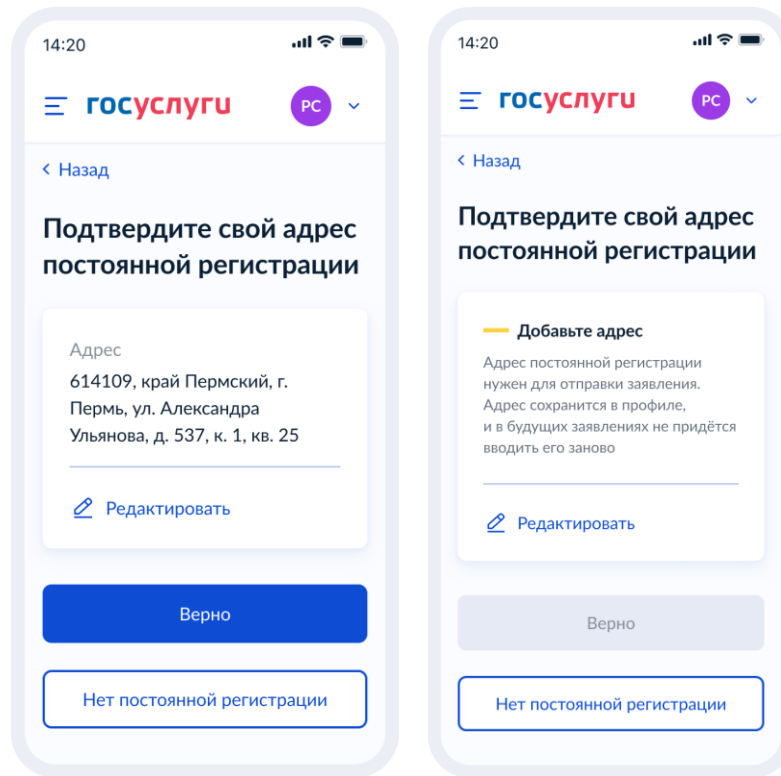 14:20
госуслуги
РС
Назад
Подтвердите свой адрес
постоянной регистрации
Адрес
614109, край Пермский, г.
Пермь, ул. Александра
Ульянова, д. 537, к. 1, кв. 25
Редактировать
Верно
Нет постоянной регистрации
14:20
госуслуги
РС
Назад
Подтвердите свой адрес
постоянной регистрации
Добавьте адрес
Адрес постоянной регистрации
нужен для отправки заявления.
Адрес сохранится в профиле,
и в будущих заявлениях не придётся
вводить его заново
Редактировать
Верно
Нет постоянной регистрации